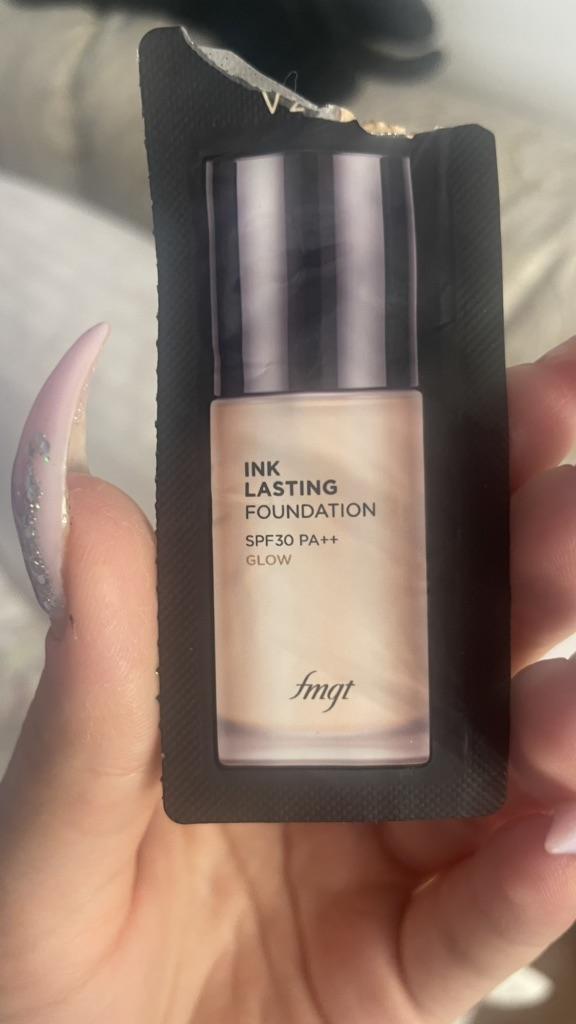 INK
LASTING
FOUNDATION
SPF30 PA++
GLOW
fmgt